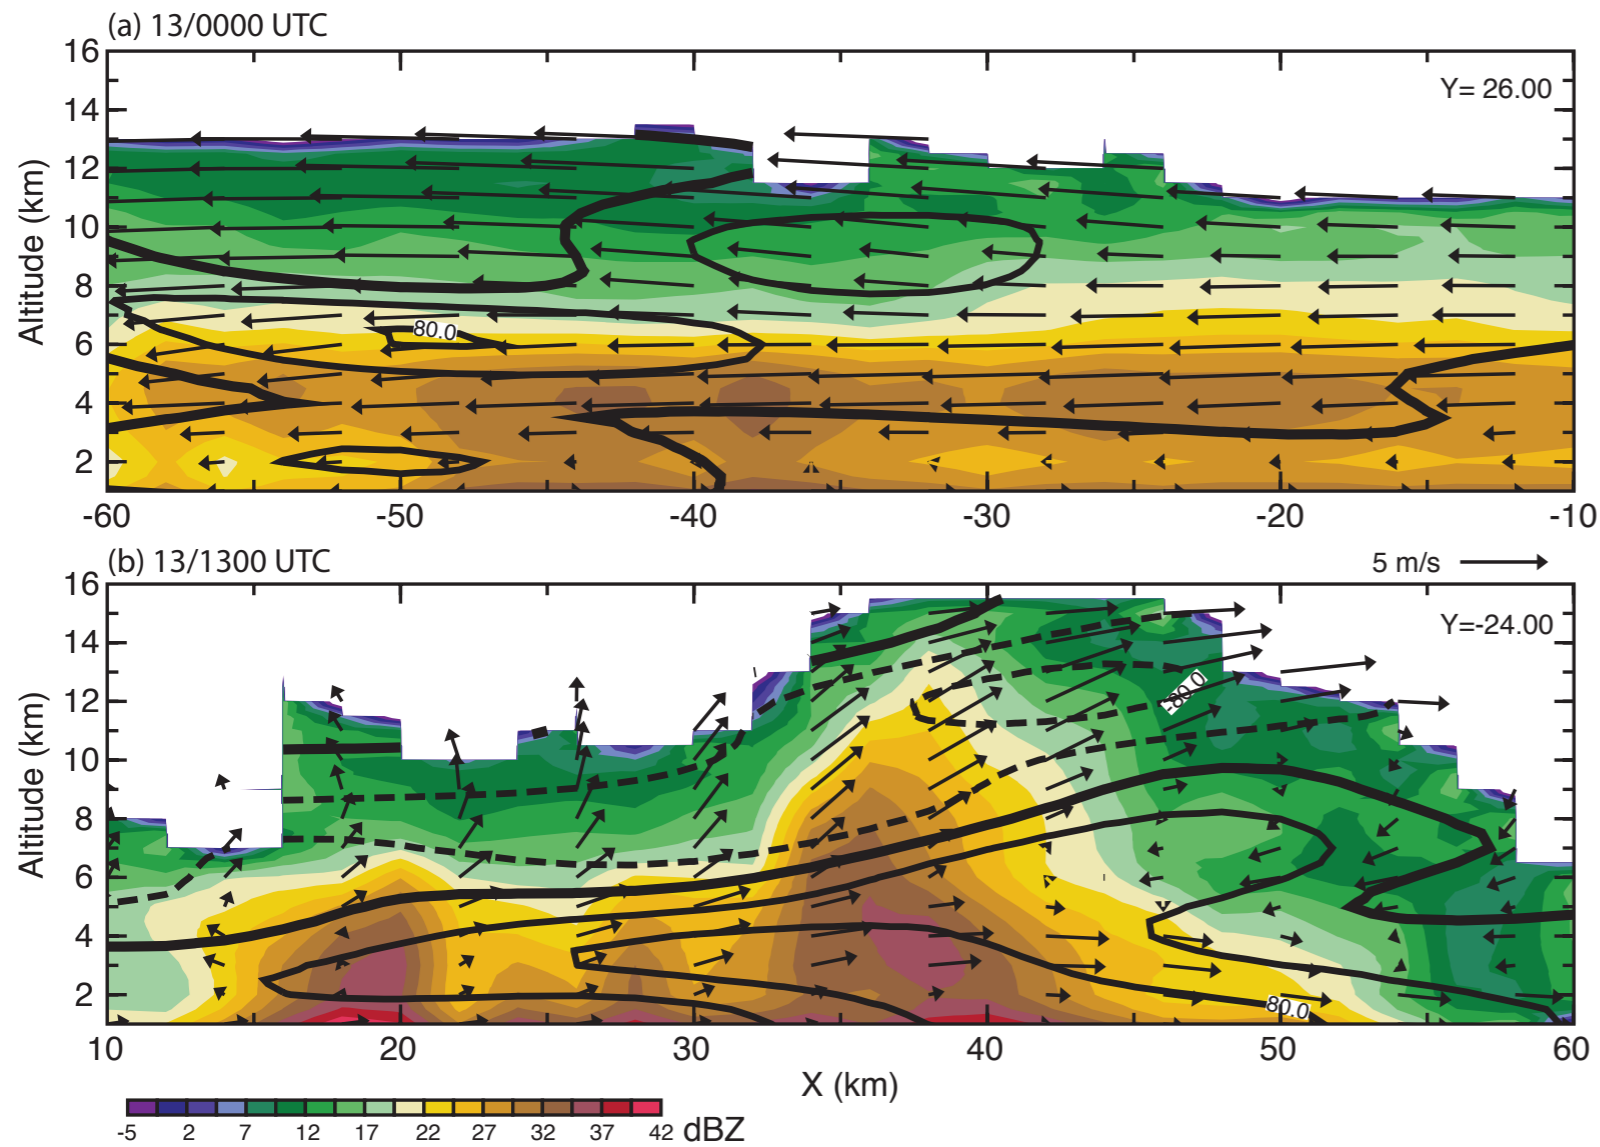 (a) 13/0000 UTC
16
14
12
10
8
6
4
2
Altitude (km)
Y= 26.00
80.0
-60 -50 -40 -30 -20 -10
(b) 13/1300 UTC
5 m/s
16
14
12
10
8
6
4
2
Altitude (km)
Y=-24.00
-80.0
80.0
10 20 30 40 50 60
X (km)
-5 2 7 12 17 22 27 32 37 42 dBZ